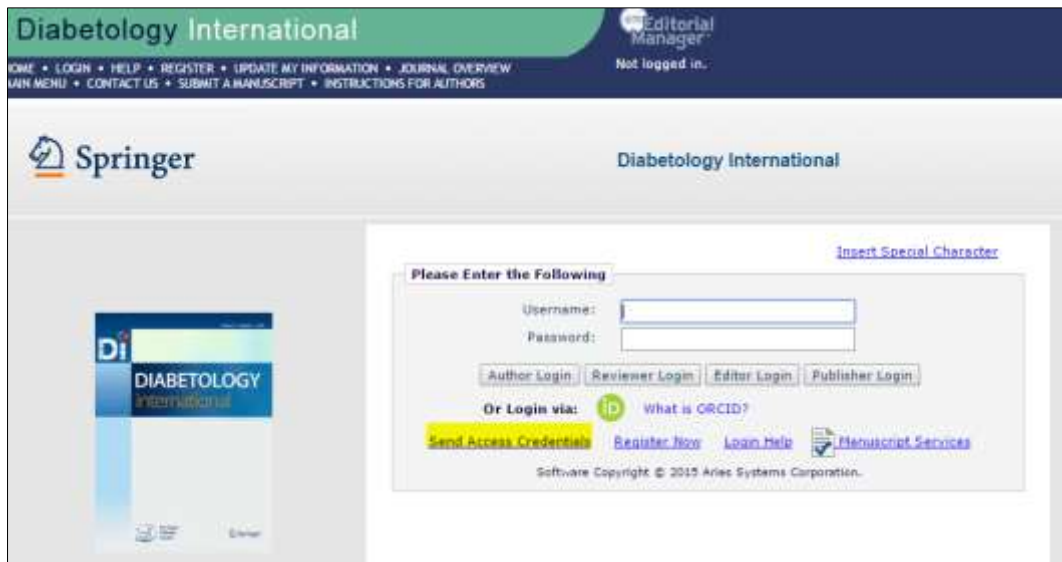 Diabetology International
Editorial
Manager
HOME • LOGIN • HELP • REGISTER • UPDATE MY INFORMATION • JOURNAL OVERVIEW
MAIN MENU • CONTACT US • SUBMIT A MANUSCRIPT • INSTRUCTIONS FOR AUTHORS
Not logged in.
Springer
Diabetology International
Insert Special Character
Please Enter the Following
Username:
Password:
Author Login Reviewer Login Editor Login Publisher Login
Or Login via: iD What is ORCID?
Send Access Credentials Register Now Login Help Manuscript Services
Software Copyright © 2015 Aries Systems Corporation.
Di
DIABETOLOGY
international
Springer